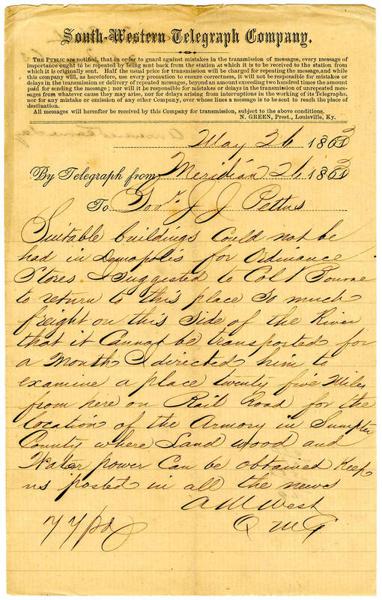 South-Western Telegraph Company.
THE PUBLIC are notified, that in order to guard against mistakes in the transmission of messages, every message of
importance ought to be repeated by being sent back from the station at which it is to be received to the station from
which it is originally sent. Half the usual price for transmission will be charged for repeating the message, and while
this company will, as heretofore, use every precaution to ensure correctness, it will not be responsible for mistakes or
delays in the transmission or delivery of repeated messages, beyond an amount exceeding two hundred times the amount
paid for sending the message; nor will it be responsible for mistakes or delays in the transmission of unrepeated messages
from whatever cause they may arise, nor for delays arising from interruptions in the working of its Telegraphs,
nor for any mistake or omission of any other Company, over whose lines a message is to be sent to reach the place of
destination.
All messages will hereafter be received by this Company for transmission, subject to the above conditions.
N. GREEN, Prest., Louisville, Ky.
May 26 1863
By Telegraph from Meridian 26 1863
To Gov. J J Pettus
Suitable buildings Could not be
had in Demopolis for Ordinance
Stores I suggested to Col Bourne
to return to this place So much
freight on this Side of the River
that it Cannot be transported for
a Month I directed him to
examine a place twenty five Miles
from here on Rail Road for the
location of the Armory in Sumpter
County where Land wood and
Water power Can be obtained Keep
us posted in all the news
A M West
Q M G
77 Pd